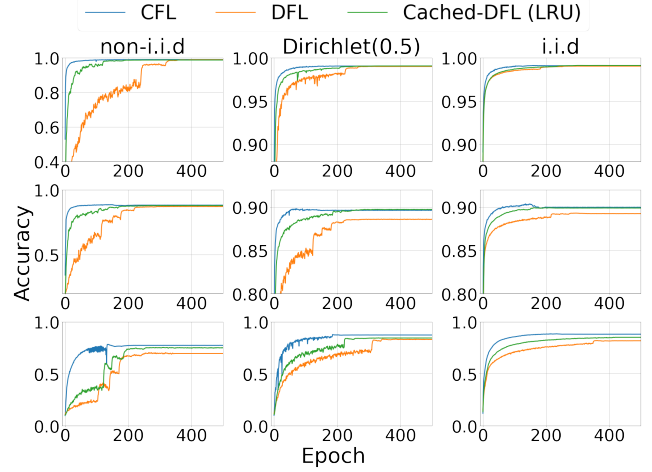 CFL DFL Cached-DFL (LRU)
non-i.i.d Dirichlet(0.5) i.i.d
1.0 0.8 0.6 0.4
0 200 400
1.00 0.95 0.90
0 200 400
1.00 0.95 0.90
0 200 400
Accuracy
1.0 0.5 0.2
0 200 400
0.90 0.85 0.80
0 200 400
0.90 0.85 0.80
0 200 400
1.0 0.5 0.0
0 200 400
1.0 0.5 0.0
0 200 400
1.0 0.5 0.0
0 200 400
Epoch